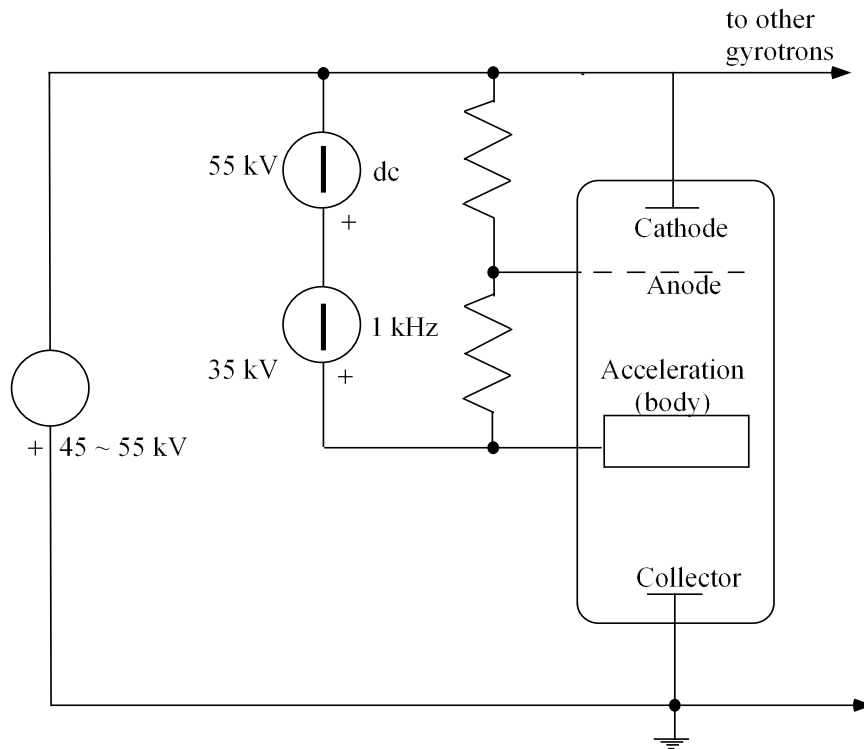 to other
gyrotrons
55 kV
dc
+
Cathode
Anode
1 kHz
35 kV
+
Acceleration
(body)
+ 45 ~ 55 kV
Collector